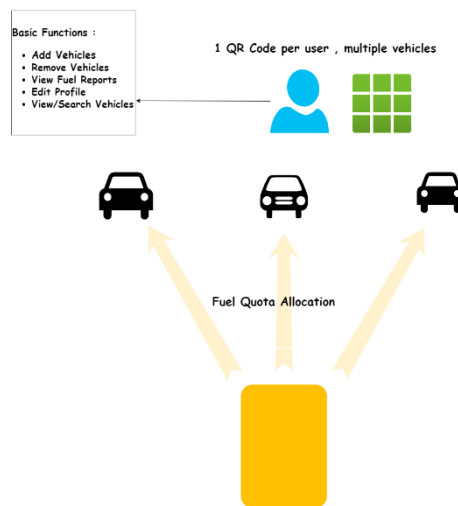 Basic Functions :
• Add Vehicles
• Remove Vehicles
• View Fuel Reports
• Edit Profile
• View/Search Vehicles
1 QR Code per user , multiple vehicles
Fuel Quota Allocation